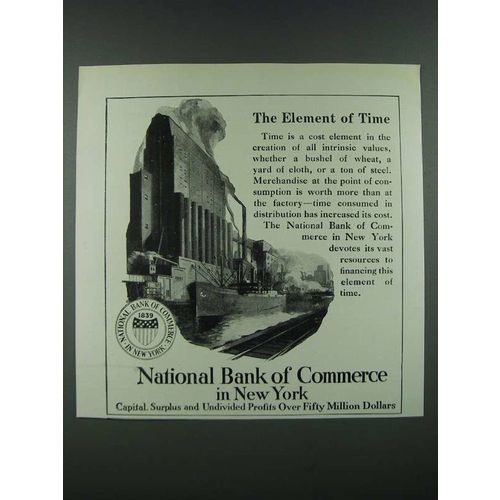 The Element of Time
Time is a cost element in the
creation of all intrinsic values,
whether a bushel of wheat, a
yard of cloth, or a ton of steel.
Merchandise at the point of con-
sumption is worth more than at
the factory—time consumed in
distribution has increased its cost.
The National Bank of Com-
merce in New York
devotes its vast
resources to
financing this
element of
time.
NATIONAL BANK OF COMMERCE
IN NEW YORK
1839
National Bank of Commerce
in New York
Capital, Surplus and Undivided Profits Over Fifty Million Dollars